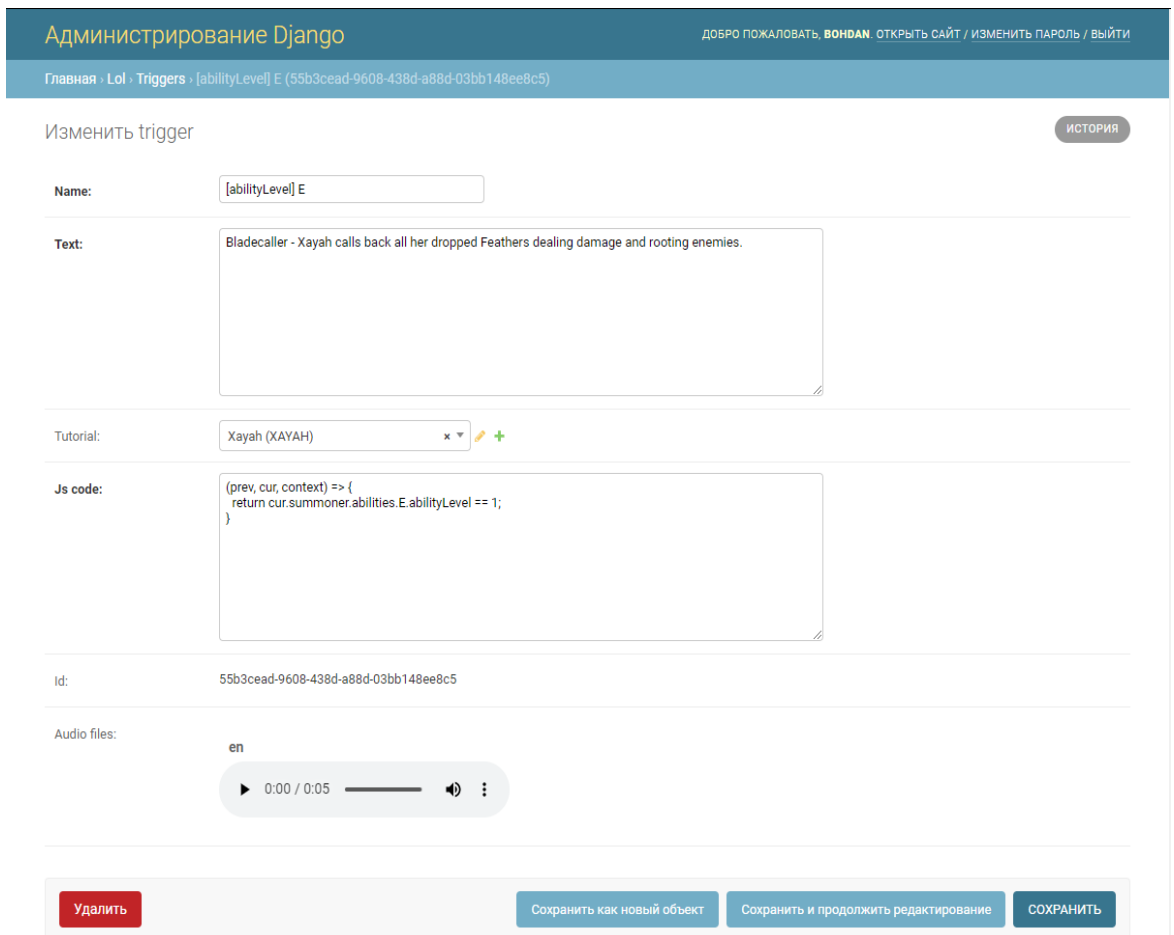 Администрирование Django
ДОБРО ПОЖАЛОВАТЬ, BOHDAN. ОТКРЫТЬ САЙТ / ИЗМЕНИТЬ ПАРОЛЬ / ВЫЙТИ
Главная › Lol › Triggers › [abilityLevel] E (55b3cead-9608-438d-a88d-03bb148ee8c5)
Изменить trigger
ИСТОРИЯ
Name:
[abilityLevel] E
Text:
Bladecaller - Xayah calls back all her dropped Feathers dealing damage and rooting enemies.
Tutorial:
Xayah (XAYAH)
Js code:
(prev, cur, context) => {
return cur.summoner.abilities.E.abilityLevel == 1;
}
Id:
55b3cead-9608-438d-a88d-03bb148ee8c5
Audio files:
en
0:00 / 0:05
Удалить
Сохранить как новый объект
Сохранить и продолжить редактирование
СОХРАНИТЬ